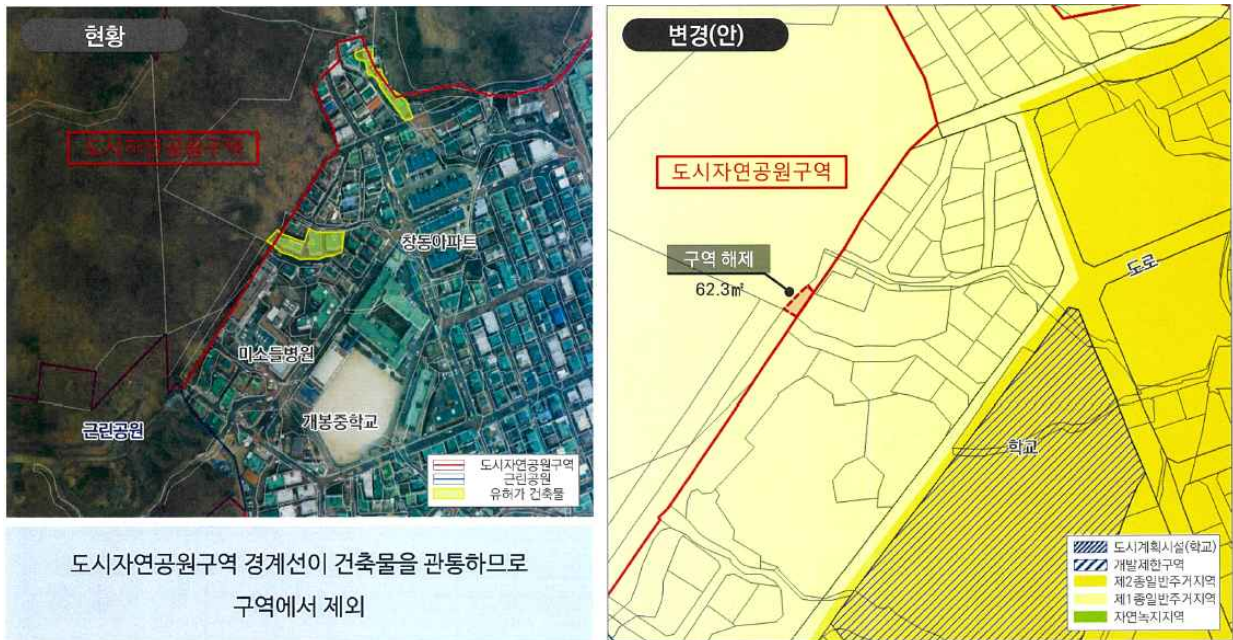 현황
도시자연공원구역
창동아파트
미소들병원
개봉중학교
근린공원
도시자연공원구역
근린공원
유허가 건축물
도시자연공원구역 경계선이 건축물을 관통하므로
구역에서 제외
변경(안)
도시자연공원구역
구역 해제
62.3㎡
도로
학교
도시계획시설(학교)
개발제한구역
제2종일반주거지역
제1종일반주거지역
자연녹지지역